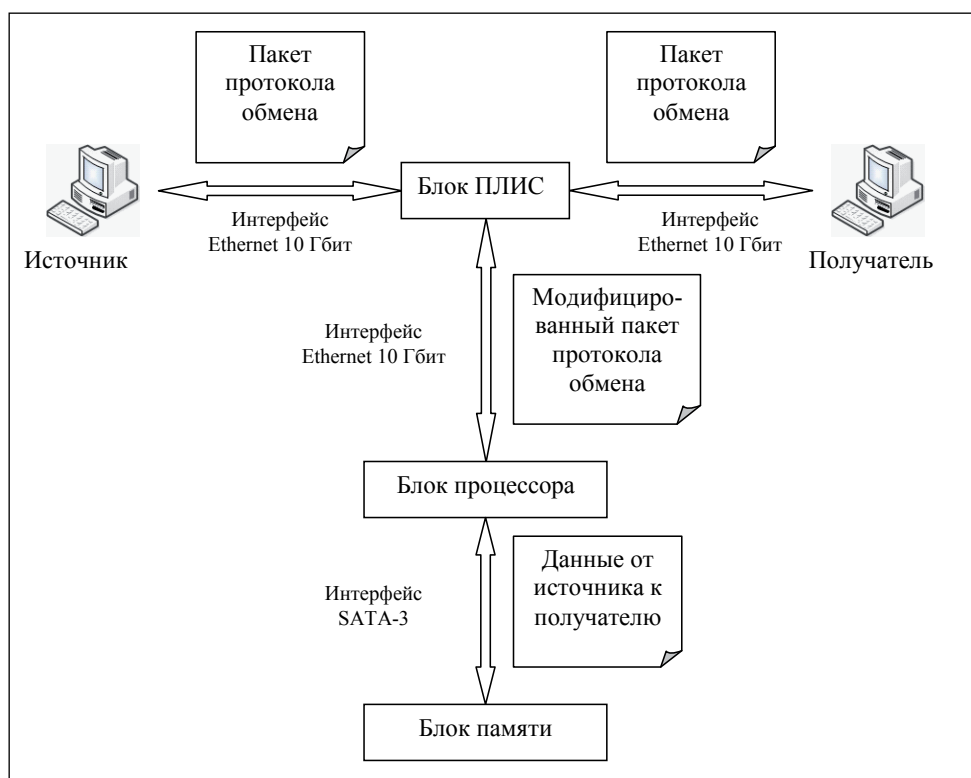 Пакет
протокола
обмена
Пакет
протокола
обмена
Блок ПЛИС
Интерфейс
Ethernet 10 Гбит
Интерфейс
Ethernet 10 Гбит
Источник
Получатель
Интерфейс
Ethernet 10 Гбит
Модифициро-
ванный пакет
протокола
обмена
Блок процессора
Интерфейс
SATA-3
Данные от
источника к
получателю
Блок памяти